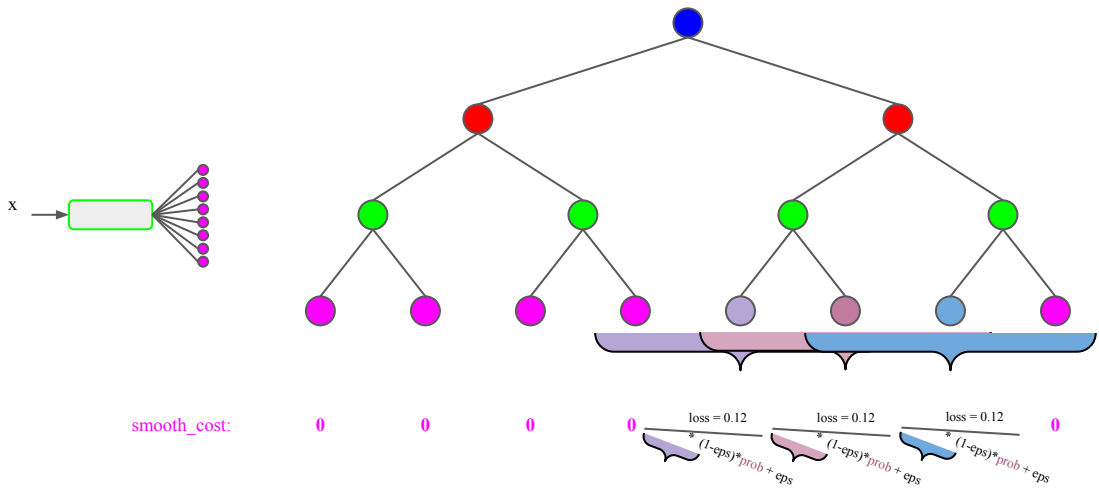 x
smooth_cost: 0 0 0 0 loss = 0.12 loss = 0.12 loss = 0.12 0
* (1-eps)*prob + eps * (1-eps)*prob + eps * (1-eps)*prob + eps